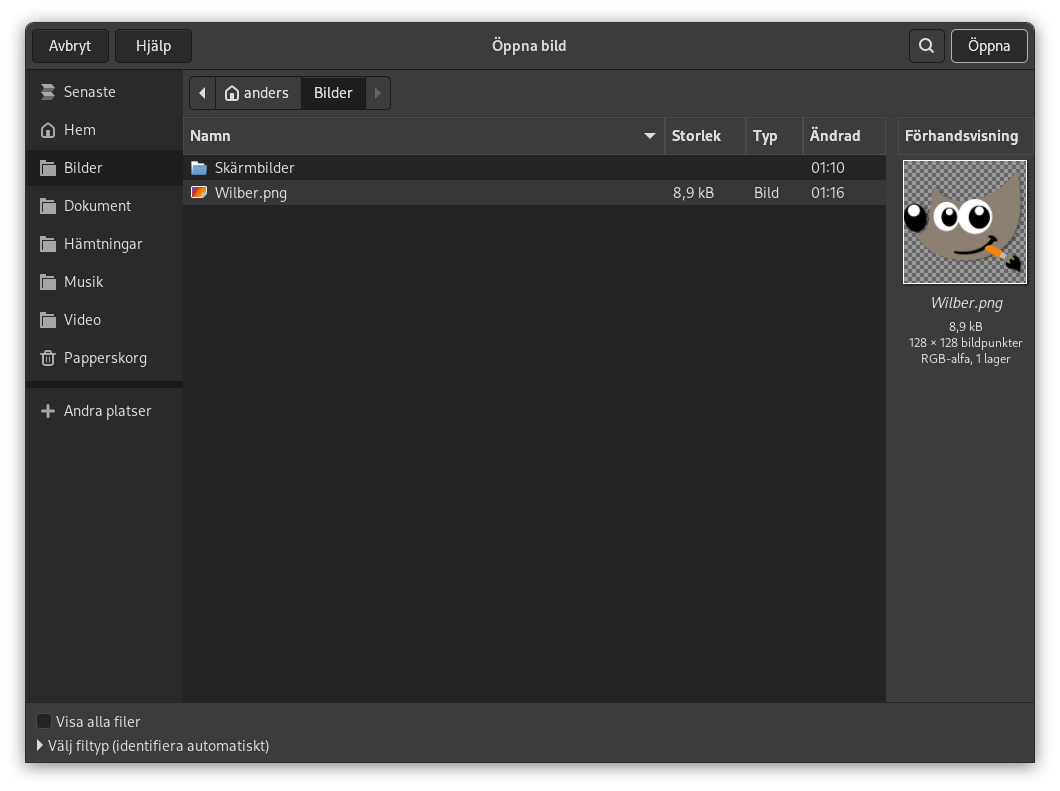 Avbryt Hjälp Öppna bild Öppna
Senaste
Hem
Bilder
Dokument
Hämtningar
Musik
Video
Papperskorg
Andra platser
anders Bilder
Namn Storlek Typ Ändrad
Skärmbilder 01:10
Wilber.png 8,9 kB Bild 01:16
Förhandsvisning
Wilber.png
8,9 kB
128 × 128 bildpunkter
RGB-alfa, 1 lager
Visa alla filer
Välj filtyp (identifiera automatiskt)